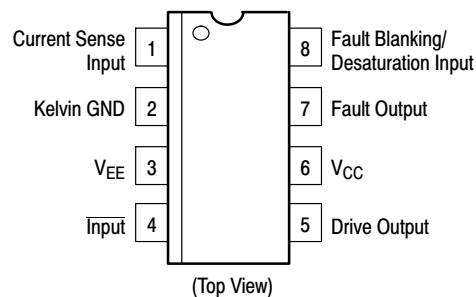 Current Sense
Input
1
8
Fault Blanking/
Desaturation Input
Kelvin GND
2
7
Fault Output
VEE
3
6
VCC
Input
4
5
Drive Output
(Top View)